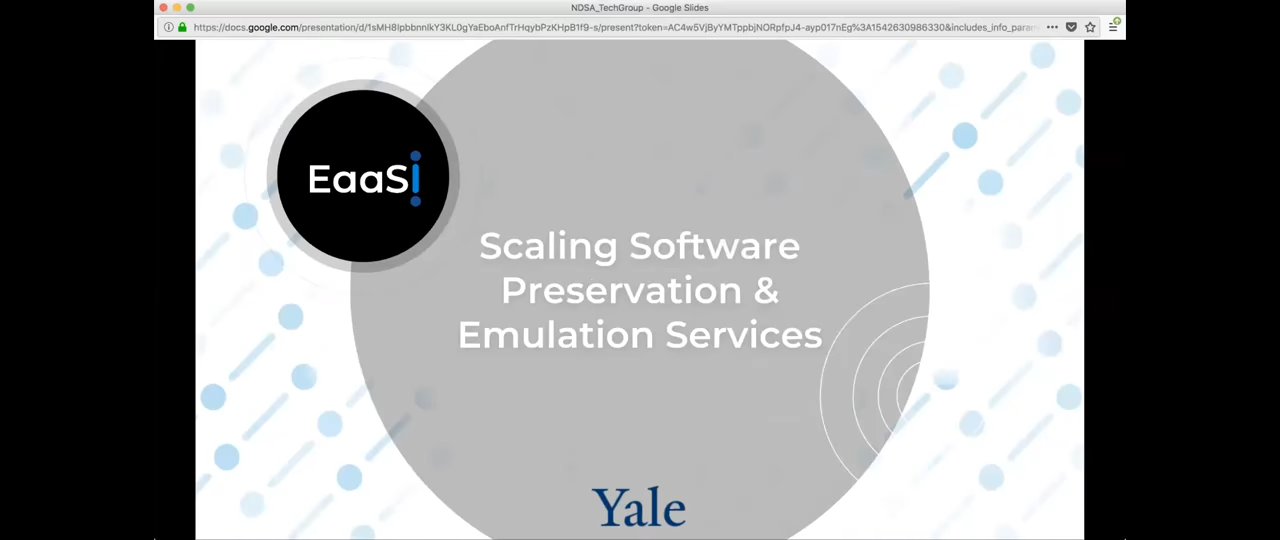 NDSA_TechGroup - Google Slides
EaaSI
Scaling Software
Preservation &
Emulation Services
Yale